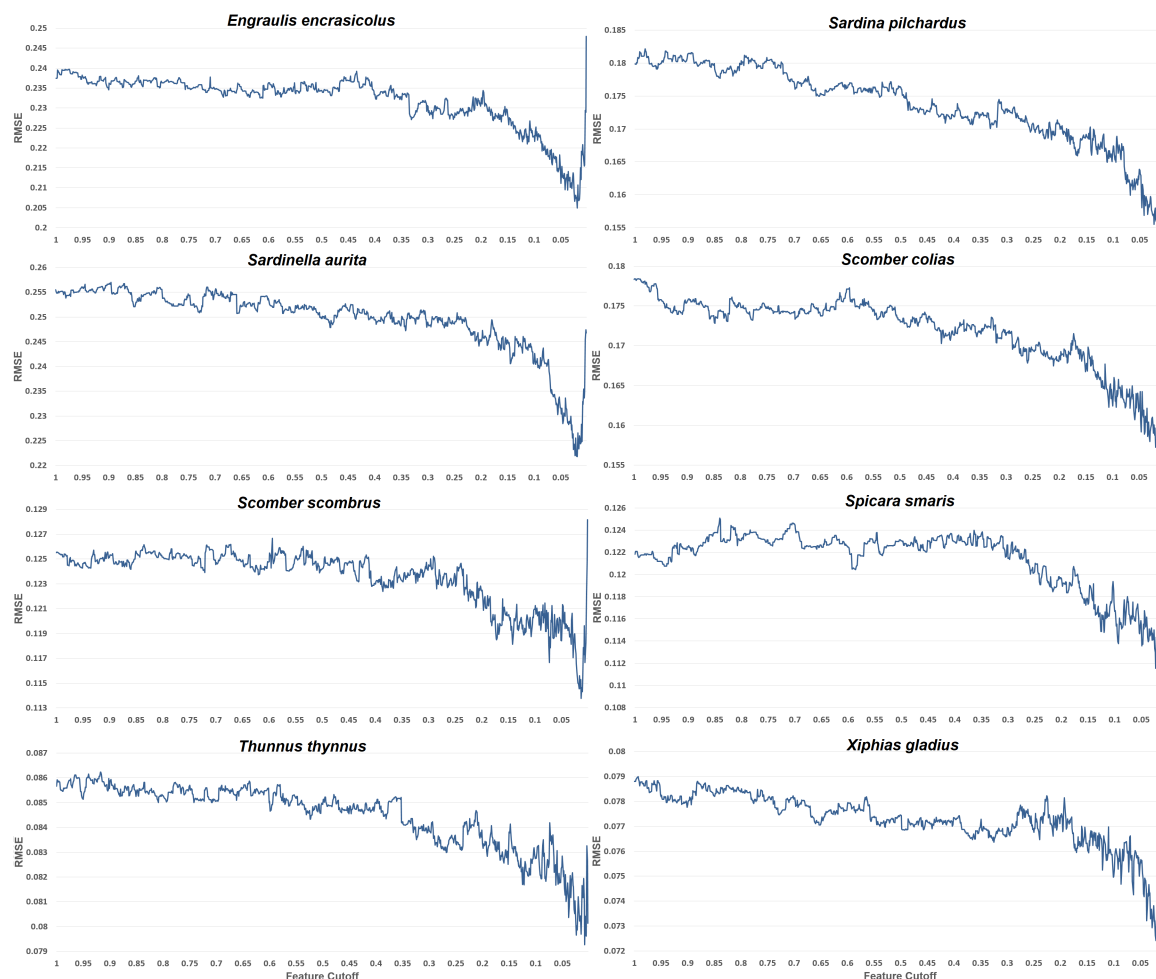 Engraulis encrasicolus
0.25
0.245
0.24
0.235
0.23
0.225
0.22
0.215
0.21
0.205
0.2
RMSE
1 0.95 0.9 0.85 0.8 0.75 0.7 0.65 0.6 0.55 0.5 0.45 0.4 0.35 0.3 0.25 0.2 0.15 0.1 0.05
Sardina pilchardus
0.185
0.18
0.175
0.17
0.165
0.16
0.155
RMSE
1 0.95 0.9 0.85 0.8 0.75 0.7 0.65 0.6 0.55 0.5 0.45 0.4 0.35 0.3 0.25 0.2 0.15 0.1 0.05
Sardinella aurita
0.26
0.255
0.25
0.245
0.24
0.235
0.23
0.225
0.22
RMSE
1 0.95 0.9 0.85 0.8 0.75 0.7 0.65 0.6 0.55 0.5 0.45 0.4 0.35 0.3 0.25 0.2 0.15 0.1 0.05
Scomber colias
0.18
0.175
0.17
0.165
0.16
0.155
RMSE
1 0.95 0.9 0.85 0.8 0.75 0.7 0.65 0.6 0.55 0.5 0.45 0.4 0.35 0.3 0.25 0.2 0.15 0.1 0.05
Scomber scombrus
0.129
0.127
0.125
0.123
0.121
0.119
0.117
0.115
0.113
RMSE
1 0.95 0.9 0.85 0.8 0.75 0.7 0.65 0.6 0.55 0.5 0.45 0.4 0.35 0.3 0.25 0.2 0.15 0.1 0.05
Spicara smaris
0.126
0.124
0.122
0.12
0.118
0.116
0.114
0.112
0.11
0.108
RMSE
1 0.95 0.9 0.85 0.8 0.75 0.7 0.65 0.6 0.55 0.5 0.45 0.4 0.35 0.3 0.25 0.2 0.15 0.1 0.05
Thunnus thynnus
0.087
0.086
0.085
0.084
0.083
0.082
0.081
0.08
0.079
RMSE
1 0.95 0.9 0.85 0.8 0.75 0.7 0.65 0.6 0.55 0.5 0.45 0.4 0.35 0.3 0.25 0.2 0.15 0.1 0.05
Feature Cutoff
Xiphias gladius
0.08
0.079
0.078
0.077
0.076
0.075
0.074
0.073
0.072
RMSE
1 0.95 0.9 0.85 0.8 0.75 0.7 0.65 0.6 0.55 0.5 0.45 0.4 0.35 0.3 0.25 0.2 0.15 0.1 0.05
Feature Cutoff